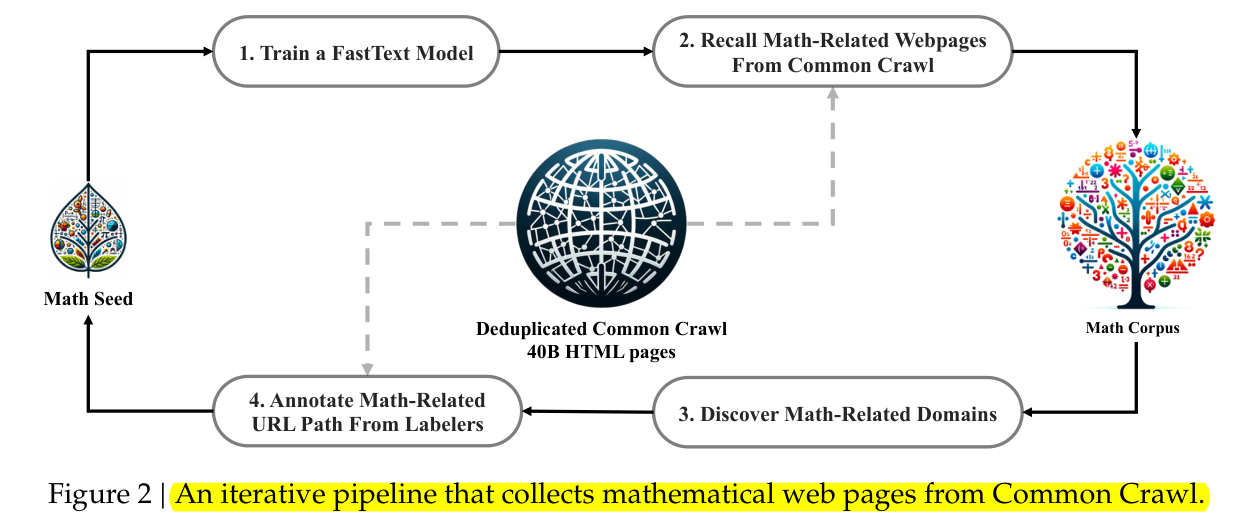 1. Train a FastText Model
2. Recall Math-Related Webpages
From Common Crawl
Math Seed
Deduplicated Common Crawl
40B HTML pages
Math Corpus
4. Annotate Math-Related
URL Path From Labelers
3. Discover Math-Related Domains
Figure 2 | An iterative pipeline that collects mathematical web pages from Common Crawl.